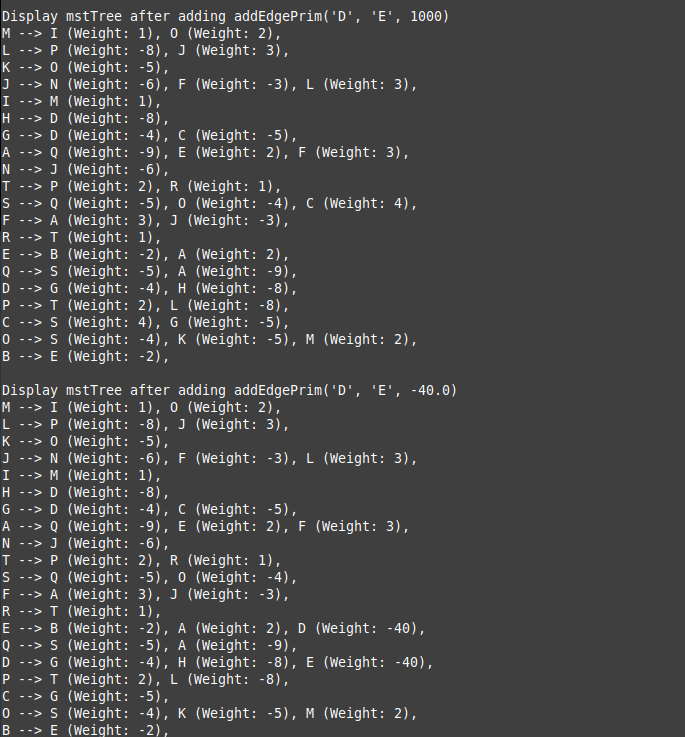 Display mstTree after adding addEdgePrim('D', 'E', 1000)
M --> I (Weight: 1), O (Weight: 2),
L --> P (Weight: -8), J (Weight: 3),
K --> O (Weight: -5),
J --> N (Weight: -6), F (Weight: -3), L (Weight: 3),
I --> M (Weight: 1),
H --> D (Weight: -8),
G --> D (Weight: -4), C (Weight: -5),
A --> Q (Weight: -9), E (Weight: 2), F (Weight: 3),
N --> J (Weight: -6),
T --> P (Weight: 2), R (Weight: 1),
S --> Q (Weight: -5), O (Weight: -4), C (Weight: 4),
F --> A (Weight: 3), J (Weight: -3),
R --> T (Weight: 1),
E --> B (Weight: -2), A (Weight: 2),
Q --> S (Weight: -5), A (Weight: -9),
D --> G (Weight: -4), H (Weight: -8),
P --> T (Weight: 2), L (Weight: -8),
C --> S (Weight: 4), G (Weight: -5),
O --> S (Weight: -4), K (Weight: -5), M (Weight: 2),
B --> E (Weight: -2),
Display mstTree after adding addEdgePrim('D', 'E', -40.0)
M --> I (Weight: 1), O (Weight: 2),
L --> P (Weight: -8), J (Weight: 3),
K --> O (Weight: -5),
J --> N (Weight: -6), F (Weight: -3), L (Weight: 3),
I --> M (Weight: 1),
H --> D (Weight: -8),
G --> D (Weight: -4), C (Weight: -5),
A --> Q (Weight: -9), E (Weight: 2), F (Weight: 3),
N --> J (Weight: -6),
T --> P (Weight: 2), R (Weight: 1),
S --> Q (Weight: -5), O (Weight: -4),
F --> A (Weight: 3), J (Weight: -3),
R --> T (Weight: 1),
E --> B (Weight: -2), A (Weight: 2), D (Weight: -40),
Q --> S (Weight: -5), A (Weight: -9),
D --> G (Weight: -4), H (Weight: -8), E (Weight: -40),
P --> T (Weight: 2), L (Weight: -8),
C --> G (Weight: -5),
O --> S (Weight: -4), K (Weight: -5), M (Weight: 2),
B --> E (Weight: -2),